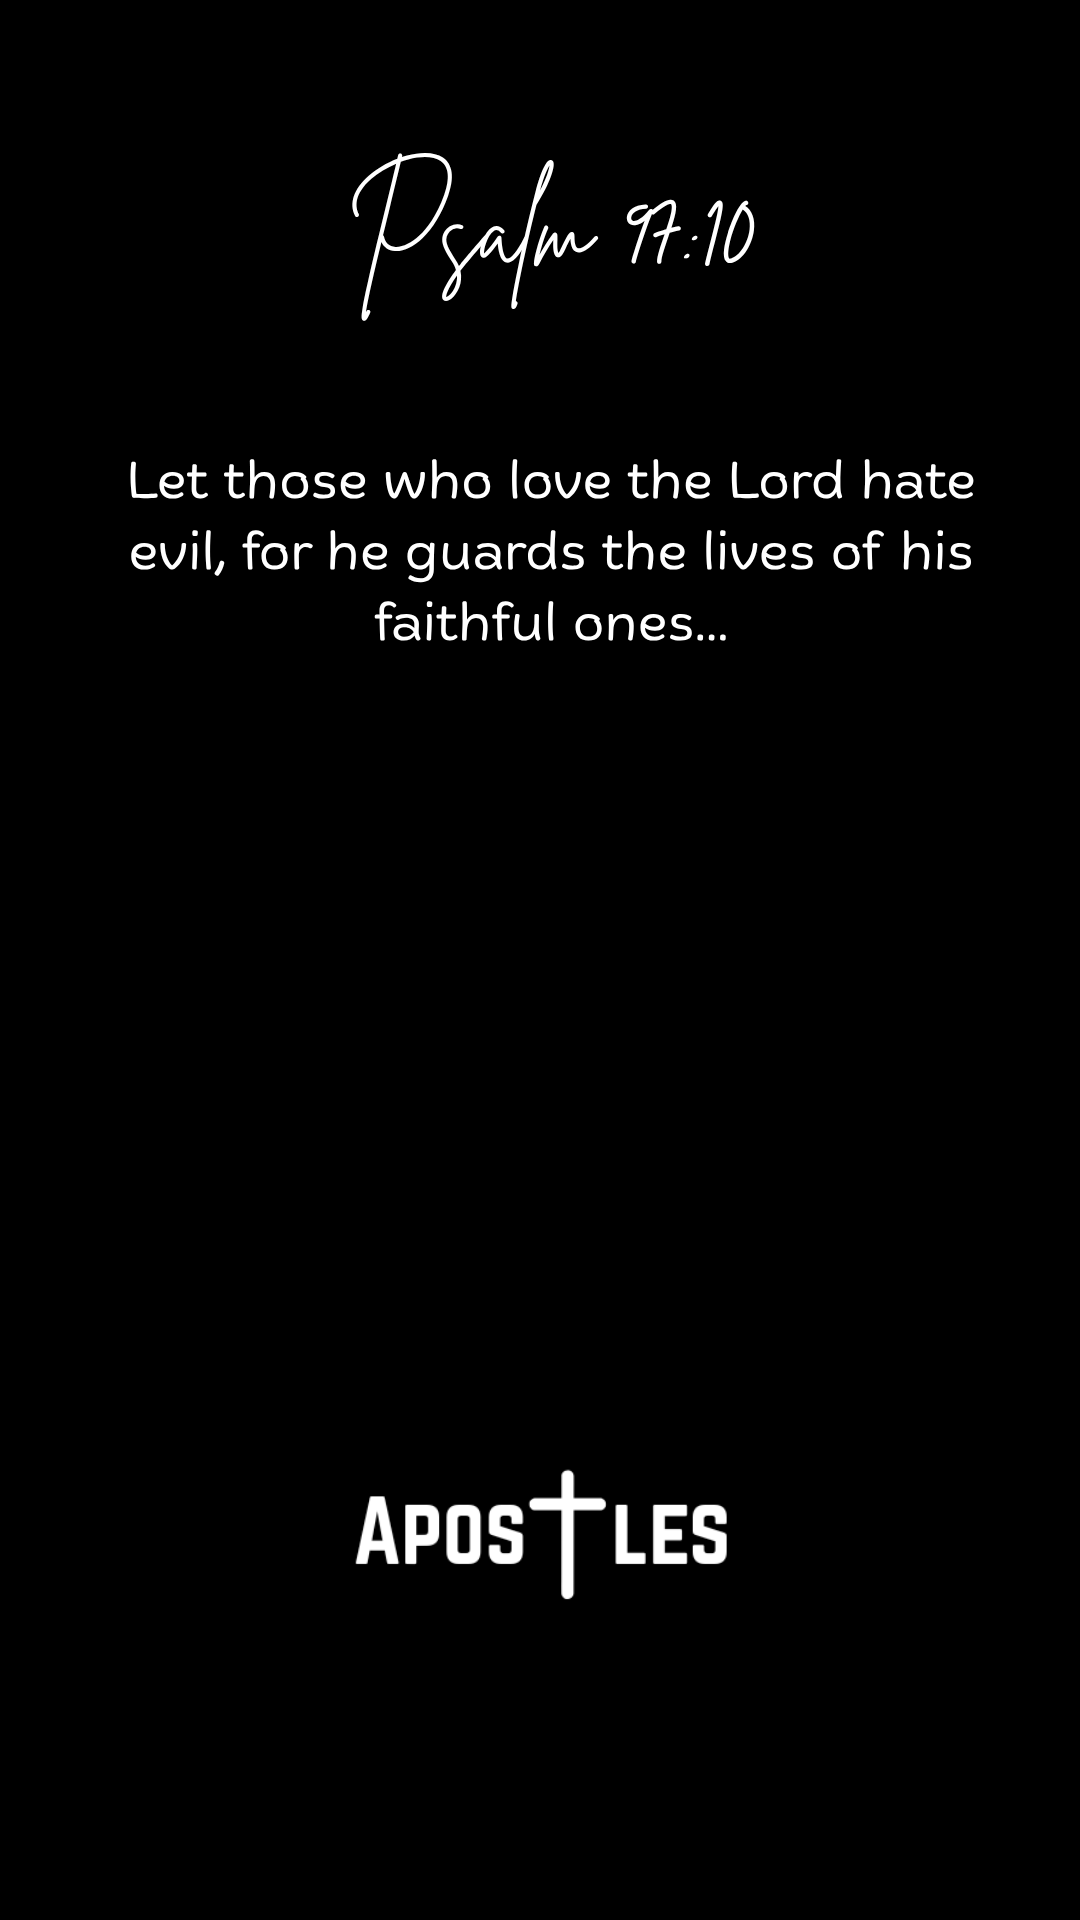 Psalm 97:10
Let those who love the Lord hate
evil, for he guards the lives of his
faithful ones...
APOSTLES